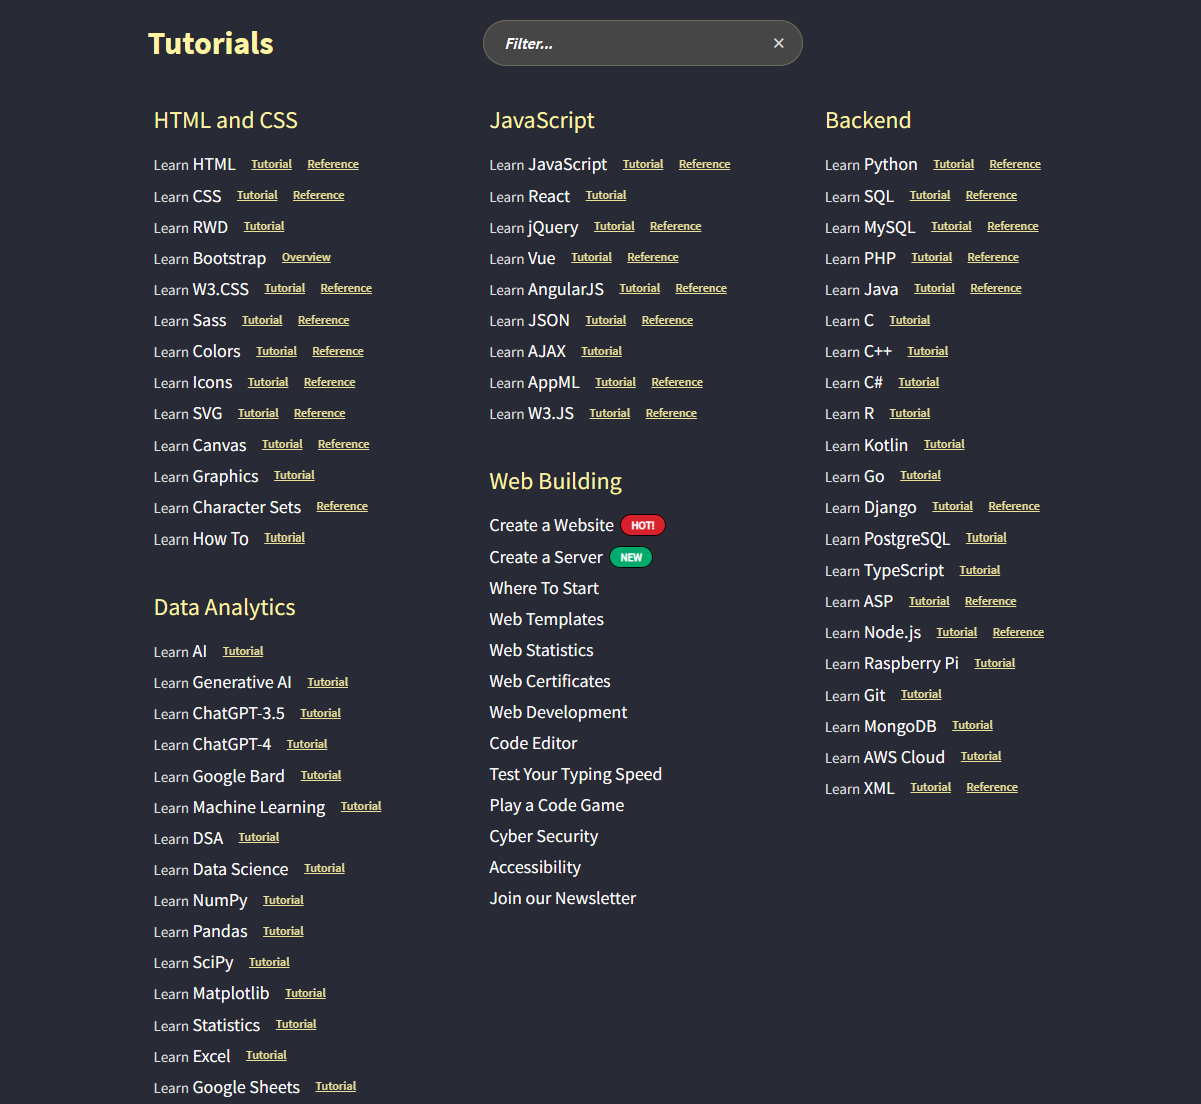 Tutorials
Filter...
×
HTML and CSS
Learn HTML Tutorial Reference
Learn CSS Tutorial Reference
Learn RWD Tutorial
Learn Bootstrap Overview
Learn W3.CSS Tutorial Reference
Learn Sass Tutorial Reference
Learn Colors Tutorial Reference
Learn Icons Tutorial Reference
Learn SVG Tutorial Reference
Learn Canvas Tutorial Reference
Learn Graphics Tutorial
Learn Character Sets Reference
Learn How To Tutorial
Data Analytics
Learn AI Tutorial
Learn Generative AI Tutorial
Learn ChatGPT-3.5 Tutorial
Learn ChatGPT-4 Tutorial
Learn Google Bard Tutorial
Learn Machine Learning Tutorial
Learn DSA Tutorial
Learn Data Science Tutorial
Learn NumPy Tutorial
Learn Pandas Tutorial
Learn SciPy Tutorial
Learn Matplotlib Tutorial
Learn Statistics Tutorial
Learn Excel Tutorial
Learn Google Sheets Tutorial
JavaScript
Learn JavaScript Tutorial Reference
Learn React Tutorial
Learn jQuery Tutorial Reference
Learn Vue Tutorial Reference
Learn AngularJS Tutorial Reference
Learn JSON Tutorial Reference
Learn AJAX Tutorial
Learn AppML Tutorial Reference
Learn W3.JS Tutorial Reference
Web Building
Create a Website HOT!
Create a Server NEW
Where To Start
Web Templates
Web Statistics
Web Certificates
Web Development
Code Editor
Test Your Typing Speed
Play a Code Game
Cyber Security
Accessibility
Join our Newsletter
Backend
Learn Python Tutorial Reference
Learn SQL Tutorial Reference
Learn MySQL Tutorial Reference
Learn PHP Tutorial Reference
Learn Java Tutorial Reference
Learn C Tutorial
Learn C++ Tutorial
Learn C# Tutorial
Learn R Tutorial
Learn Kotlin Tutorial
Learn Go Tutorial
Learn Django Tutorial Reference
Learn PostgreSQL Tutorial
Learn TypeScript Tutorial
Learn ASP Tutorial Reference
Learn Node.js Tutorial Reference
Learn Raspberry Pi Tutorial
Learn Git Tutorial
Learn MongoDB Tutorial
Learn AWS Cloud Tutorial
Learn XML Tutorial Reference